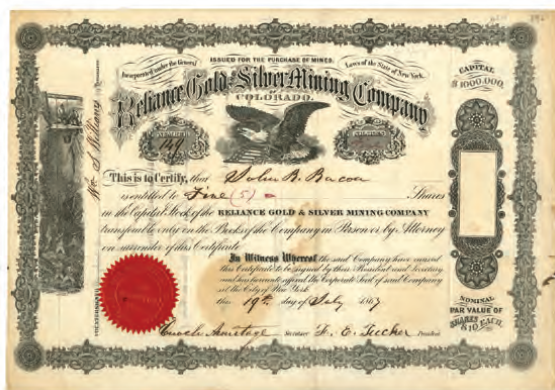 ISSUED FOR THE PURCHASE OF MINES.
Incorporated under the General Laws of the State of New York.
Reliance Gold & Silver Mining Company
OF
COLORADO.
CAPITAL
$1000.000.
149
This is to Certify, that John B. Bacon
is entitled to Five (5) Shares
in the Capital Stock of the RELIANCE GOLD & SILVER MINING COMPANY
transferable only on the Books of the Company in Person or by Attorney
on surrender of this Certificate
In Witness Whereof the said Company have caused
this Certificate to be signed by their President and Secretary
and have hereunto affixed the Corporate Seal of said Company
at the City of New York
this 19th day of July 1867
Secretary F. E. Tucker President
NOMINAL
PAR VALUE OF
SHARES
$10 EACH.